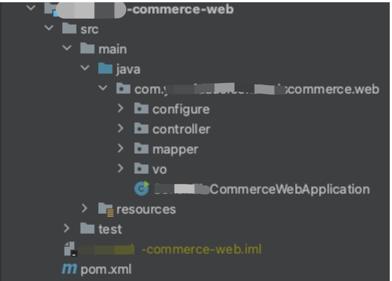 -commerce-web
src
main
java
com. commerce.web
configure
controller
mapper
vo
CommerceWebApplication
resources
test
-commerce-web.iml
pom.xml